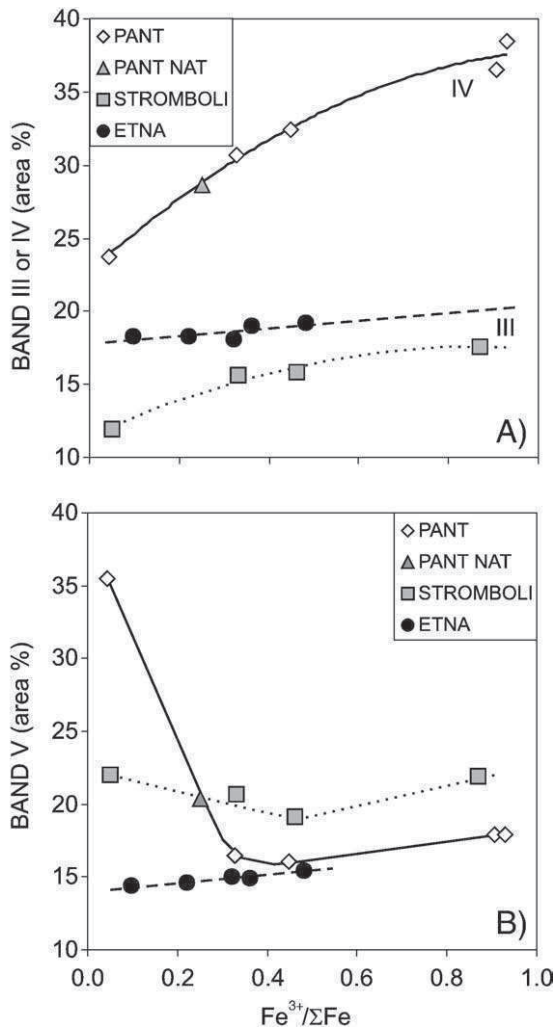 40
35
30
25
20
15
10
BAND III or IV (area %)
PANT
PANT NAT
STROMBOLI
ETNA
IV
III
A)
40
35
30
25
20
15
10
BAND V (area %)
PANT
PANT NAT
STROMBOLI
ETNA
B)
0.0 0.2 0.4 0.6 0.8 1.0
Fe³⁺/ΣFe